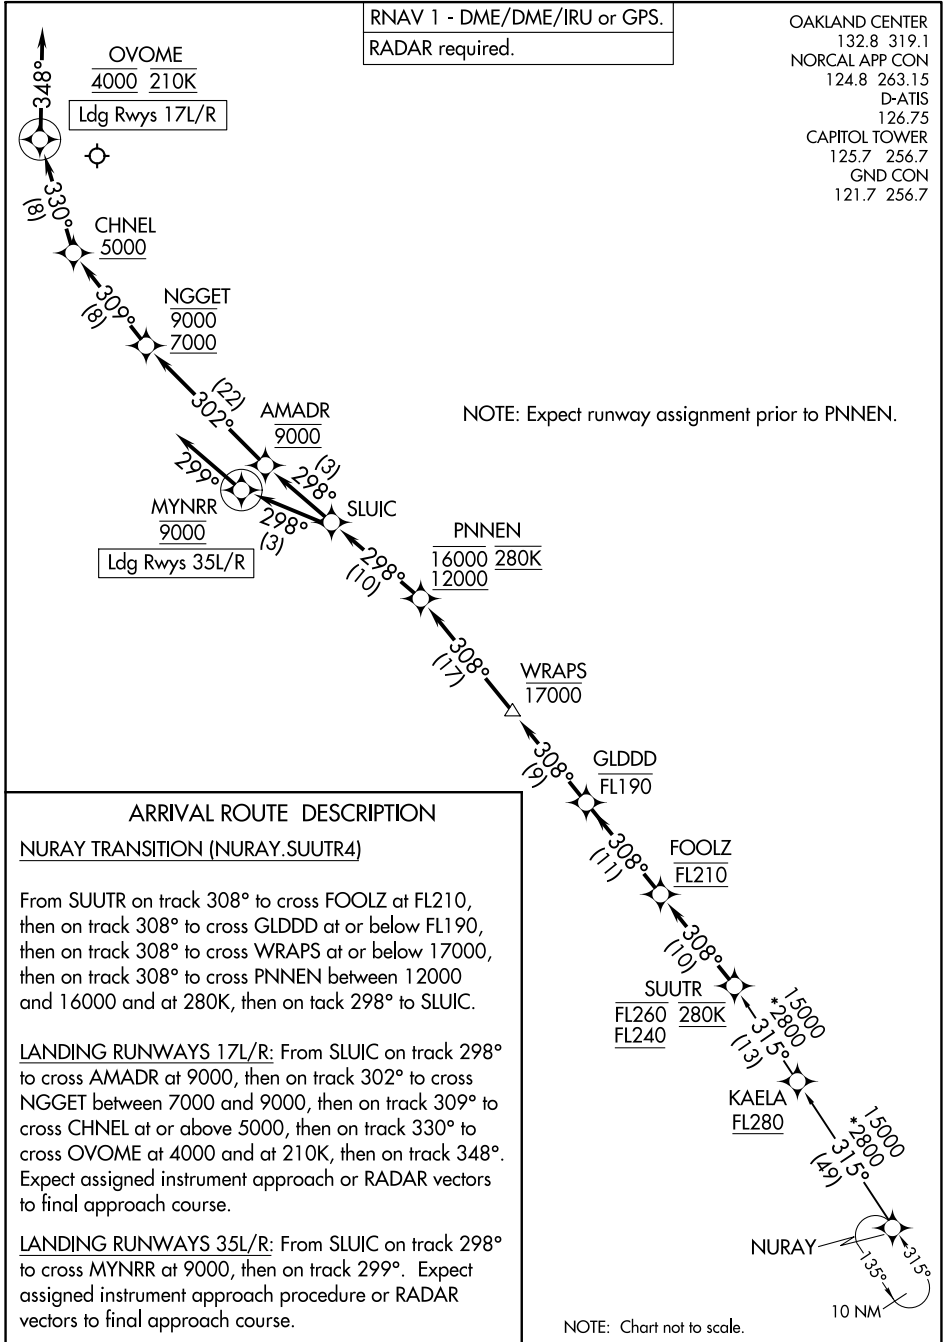 RNAV 1 - DME/DME/IRU or GPS.
RADAR required.
OAKLAND CENTER
132.8 319.1
NORCAL APP CON
124.8 263.15
D-ATIS
126.75
CAPITOL TOWER
125.7 256.7
GND CON
121.7 256.7
348°
OVOME
4000 210K
Ldg Rwys 17L/R
330°
(8)
CHNEL
5000
309°
(8)
NGGET
9000
7000
(22)
302°
AMADR
9000
NOTE: Expect runway assignment prior to PNNEN.
(3)
298°
299°
MYNRR
9000
Ldg Rwys 35L/R
298°
(3)
SLUIC
298°
(10)
PNNEN
16000 280K
12000
308°
(17)
WRAPS
17000
308°
(9)
GLDDD
FL190
308°
(11)
FOOLZ
FL210
308°
(10)
SUUTR
FL260 280K
FL240
15000
*2800
315°
(13)
KAELA
FL280
15000
*2800
315°
(49)
NURAY
135°
315°
10 NM
NOTE: Chart not to scale.
ARRIVAL ROUTE DESCRIPTION
NURAY TRANSITION (NURAY.SUUTR4)
From SUUTR on track 308° to cross FOOLZ at FL210,
then on track 308° to cross GLDDD at or below FL190,
then on track 308° to cross WRAPS at or below 17000,
then on track 308° to cross PNNEN between 12000
and 16000 and at 280K, then on tack 298° to SLUIC.
LANDING RUNWAYS 17L/R: From SLUIC on track 298°
to cross AMADR at 9000, then on track 302° to cross
NGGET between 7000 and 9000, then on track 309° to
cross CHNEL at or above 5000, then on track 330° to
cross OVOME at 4000 and at 210K, then on track 348°.
Expect assigned instrument approach or RADAR vectors
to final approach course.
LANDING RUNWAYS 35L/R: From SLUIC on track 298°
to cross MYNRR at 9000, then on track 299°. Expect
assigned instrument approach procedure or RADAR
vectors to final approach course.